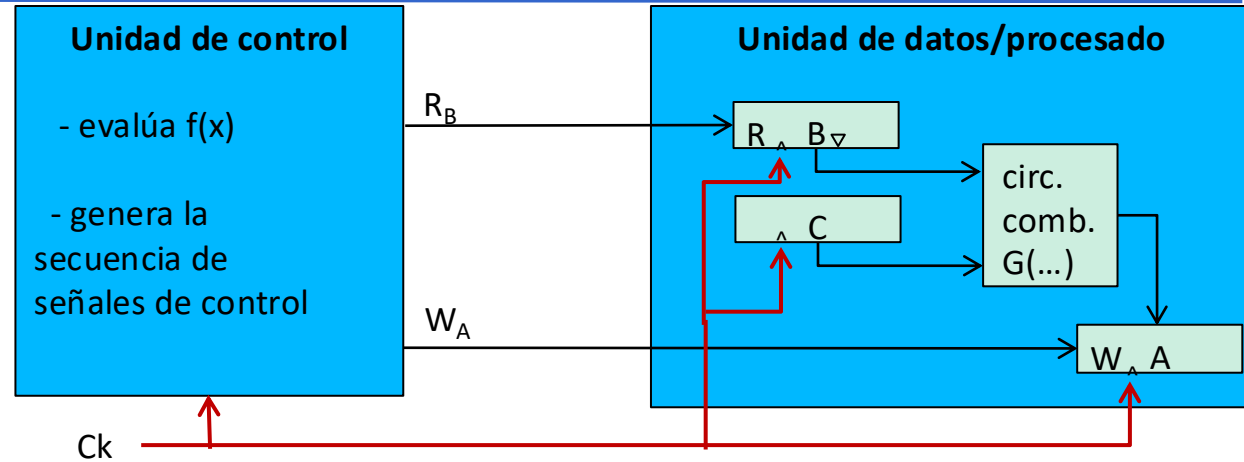 Unidad de control
- evalúa f(x)
- genera la
secuencia de
señales de control
R_B
W_A
Ck
Unidad de datos/procesado
R ^ B ▽
^ C
circ.
comb.
G(...)
W ^ A